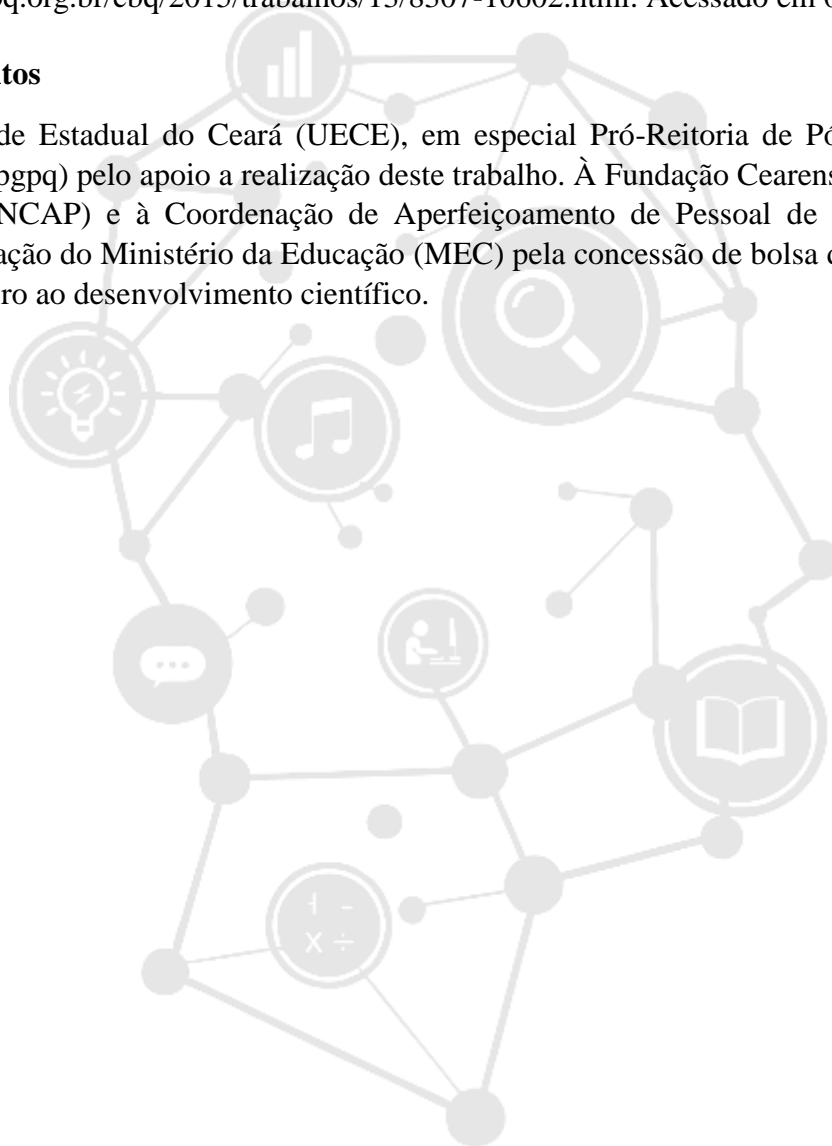 oq.org.br/cbq/2015/trabalhos/13/8307-10602.html. Acessado em
tos
de Estadual do Ceará (UECE), em especial Pró-Reitoria de Pó
pgpq) pelo apoio a realização deste trabalho. À Fundação Cearens
NCAP) e à Coordenação de Aperfeiçoamento de Pessoal de
ação do Ministério da Educação (MEC) pela concessão de bolsa
ro ao desenvolvimento científico.